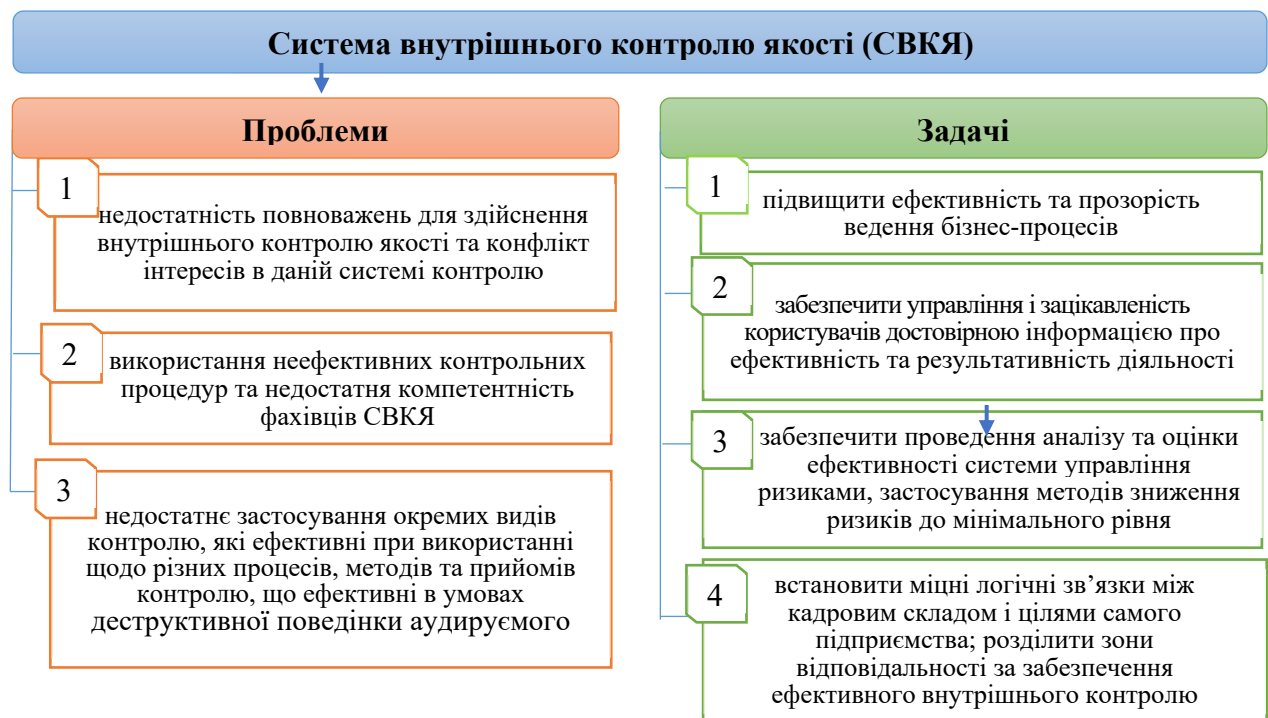 Система внутрішнього контролю якості (СВКЯ)
Проблеми
1
недостатність повноважень для здійснення
внутрішнього контролю якості та конфлікт
інтересів в даній системі контролю
2
використання неефективних контрольних
процедур та недостатня компетентність
фахівців СВКЯ
3
недостатнє застосування окремих видів
контролю, які ефективні при використанні
щодо різних процесів, методів та прийомів
контролю, що ефективні в умовах
деструктивної поведінки аудируємого
Задачі
1
підвищити ефективність та прозорість
ведення бізнес-процесів
2
забезпечити управління і зацікавленість
користувачів достовірною інформацією про
ефективність та результативність діяльності
3
забезпечити проведення аналізу та оцінки
ефективності системи управління
ризиками, застосування методів зниження
ризиків до мінімального рівня
4
встановити міцні логічні зв’язки між
кадровим складом і цілями самого
підприємства; розділити зони
відповідальності за забезпечення
ефективного внутрішнього контролю